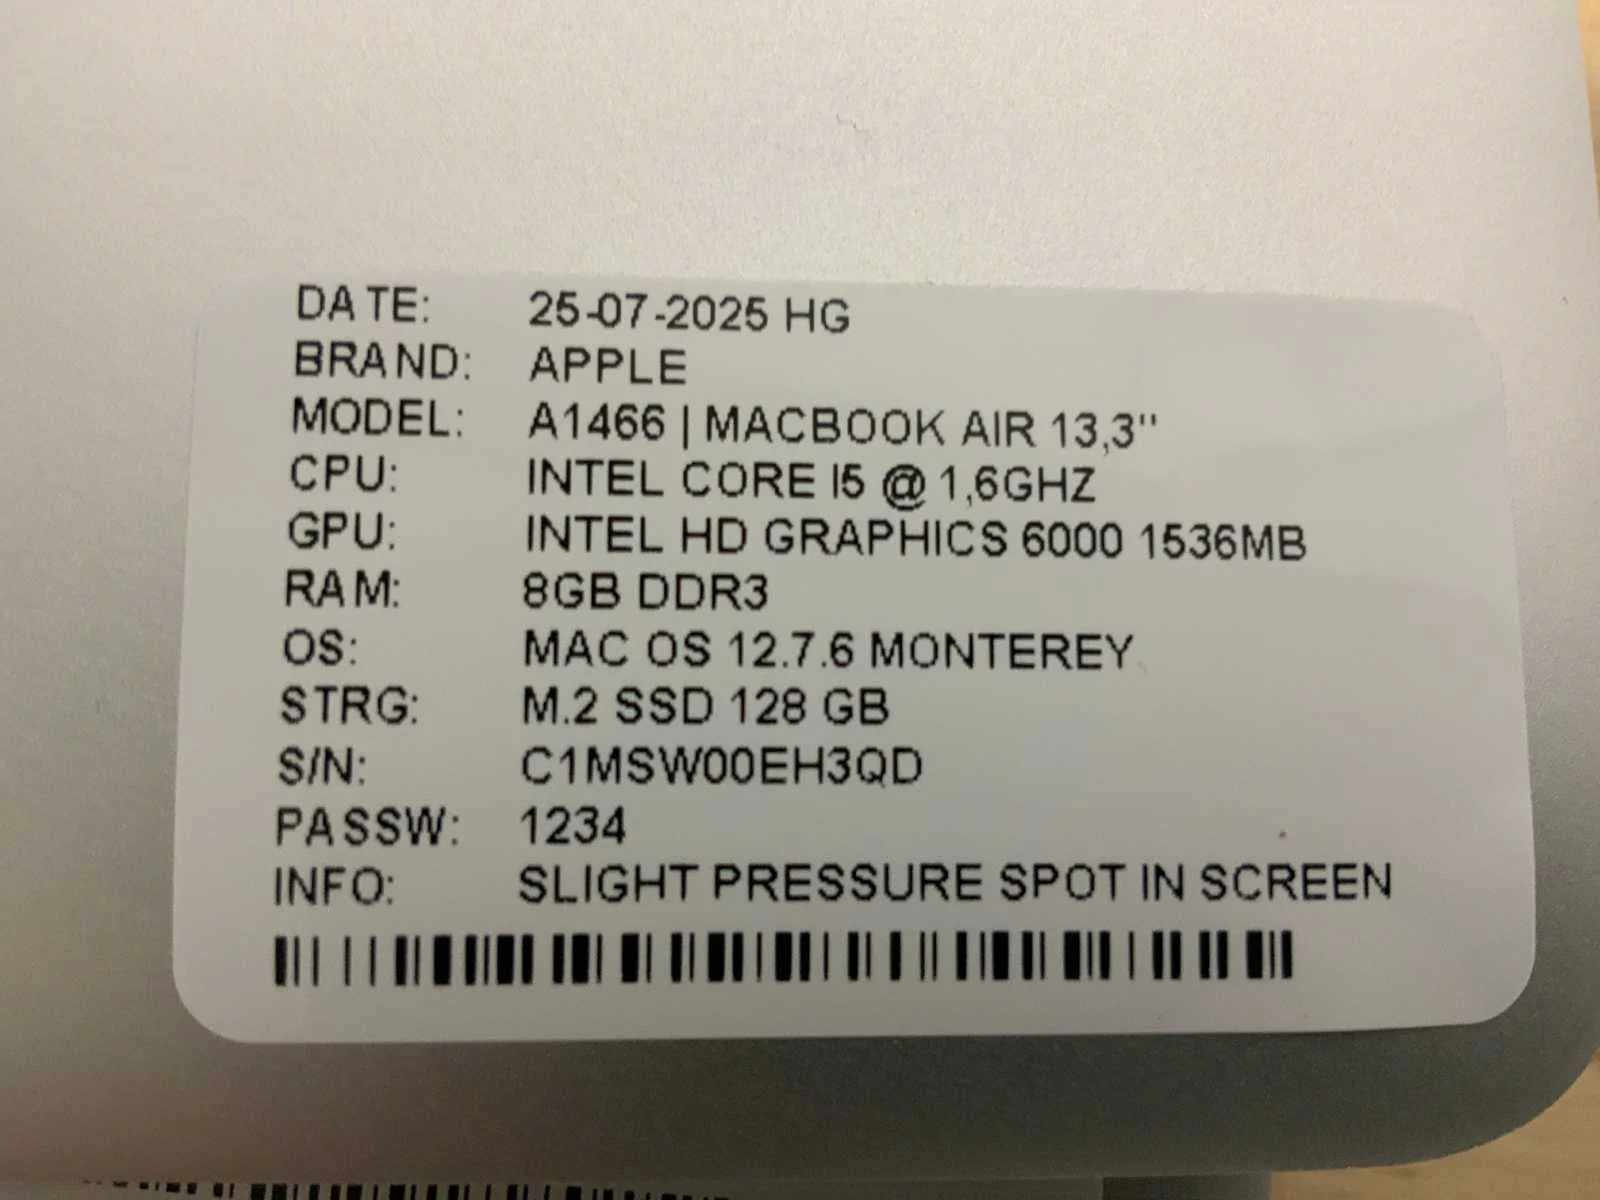 DATE: 25-07-2025 HG
BRAND: APPLE
MODEL: A1466 | MACBOOK AIR 13,3"
CPU: INTEL CORE I5 @ 1,6GHZ
GPU: INTEL HD GRAPHICS 6000 1536MB
RAM: 8GB DDR3
OS: MAC OS 12.7.6 MONTEREY
STRG: M.2 SSD 128 GB
S/N: C1MSW00EH3QD
PASSW: 1234
INFO: SLIGHT PRESSURE SPOT IN SCREEN